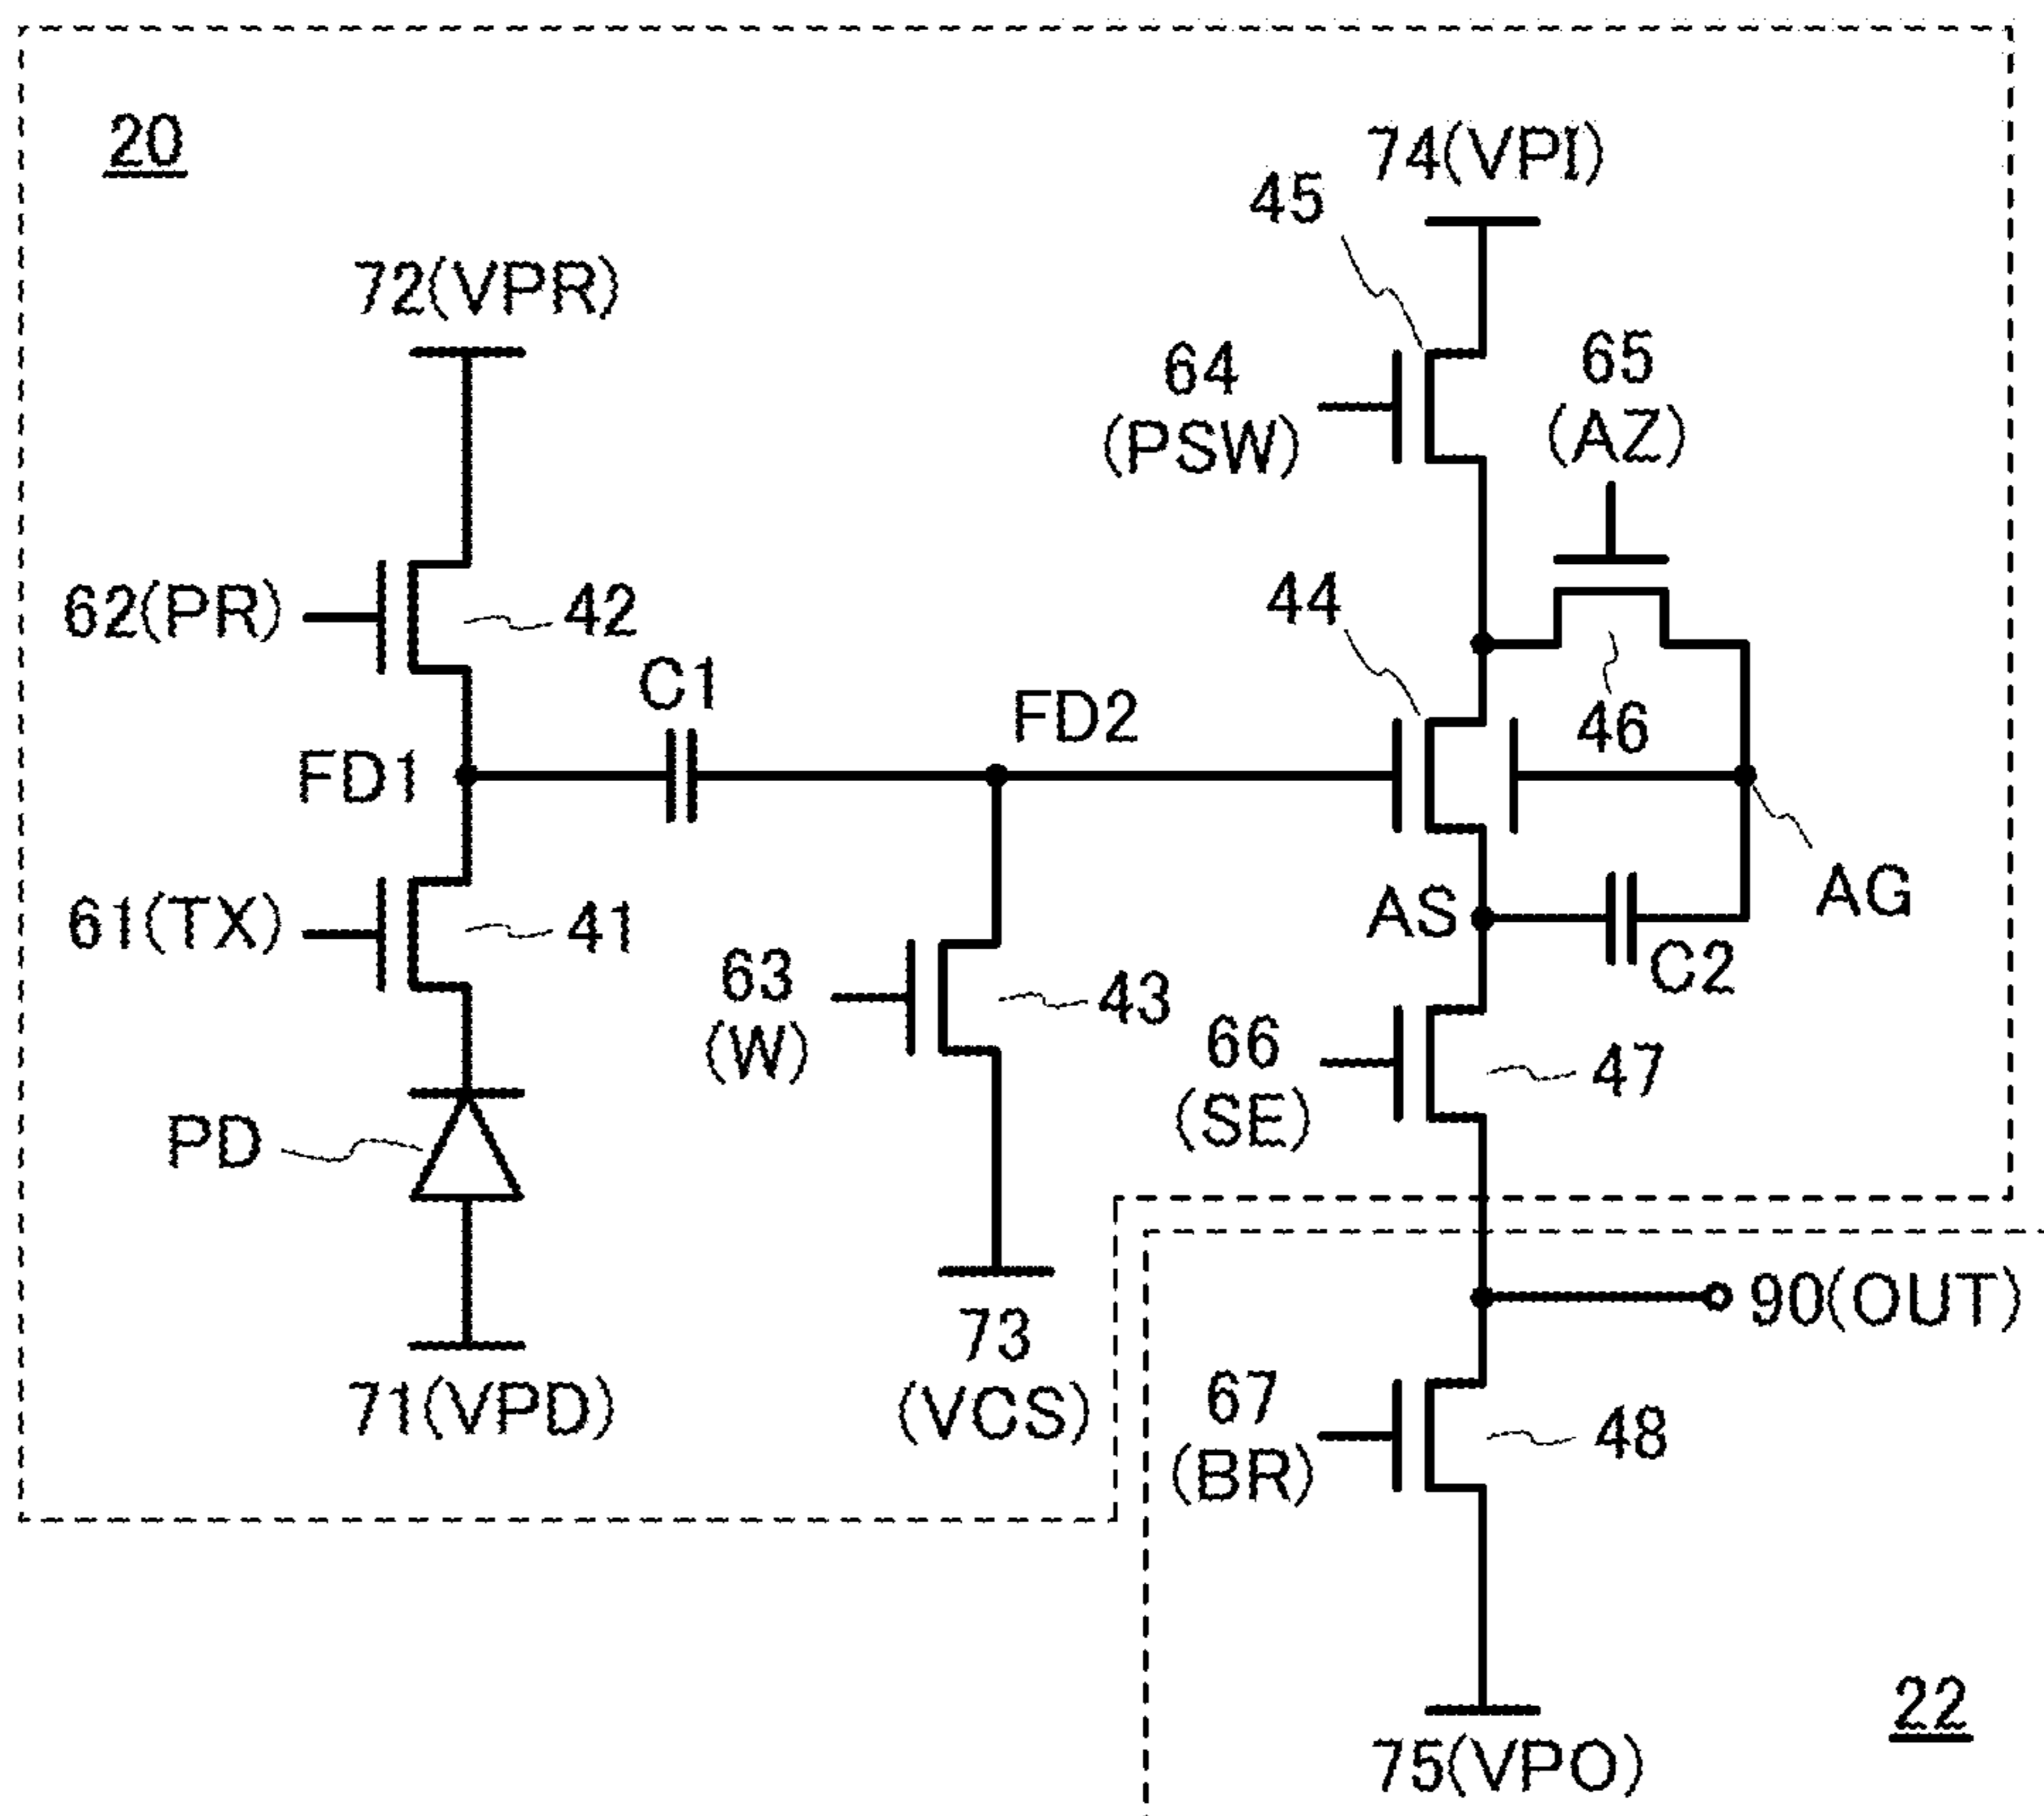 20
74(VPI)
45
72(VPR)
64
(PSW)
65
(AZ)
62(PR)
42
44
C1
FD2
46
FD1
AG
61(TX)
41
AS
C2
63
(W)
43
66
(SE)
47
PD
90(OUT)
73
(VCS)
71(VPD)
67
(BR)
48
22
75(VPO)